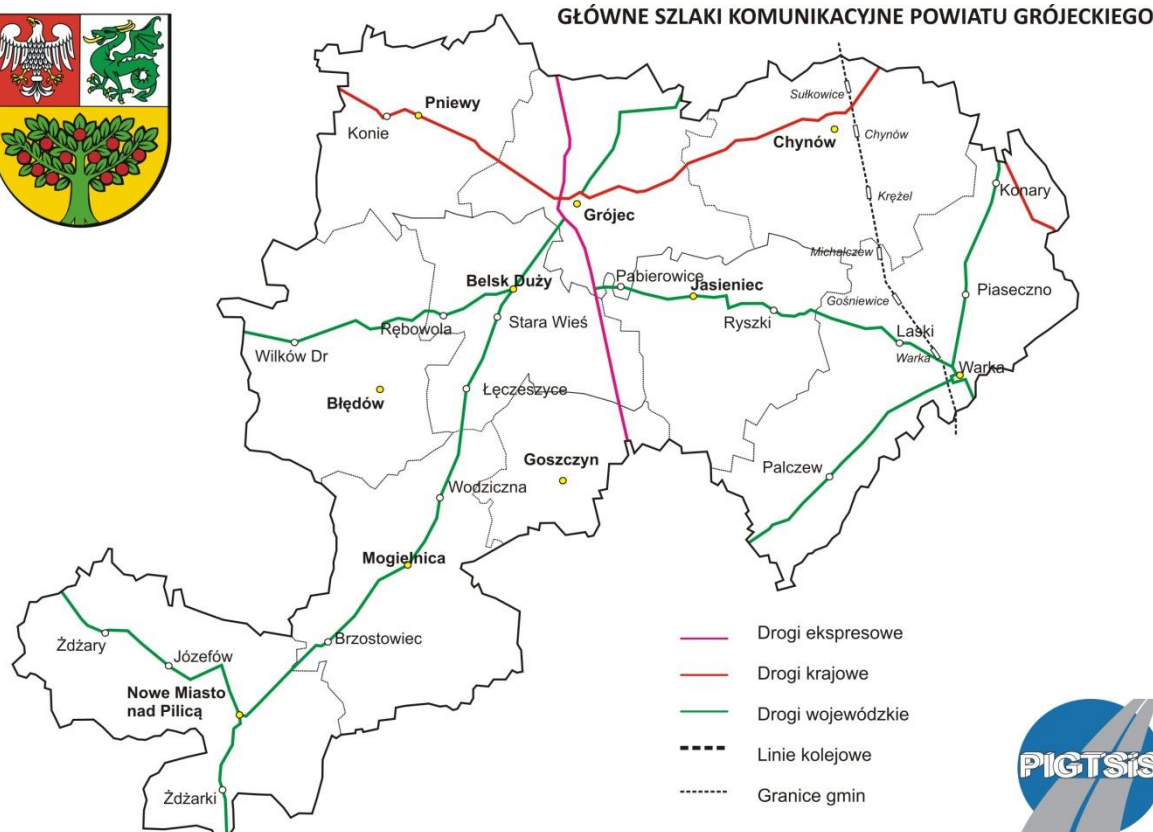 GŁÓWNE SZLAKI KOMUNIKACYJNE POWIATU GRÓJECKIEGO
Sułkowice
Pniewy
Konie
Chynów
Chynów
Krężel
Konary
Grójec
Michalczew
Belsk Duży
Pabierowice
Jasieniec
Gośniewice
Piaseczno
Rębowola
Stara Wieś
Ryszki
Laski
Wilków Dr
Warka
Warka
Błędów
Łęczeszyce
Goszczyn
Palczew
Wodziczna
Mogielnica
Brzostowiec
Żdżary
Józefów
Nowe Miasto
nad Pilicą
Żdżarki
Drogi ekspresowe
Drogi krajowe
Drogi wojewódzkie
Linie kolejowe
Granice gmin
PIGTSiS